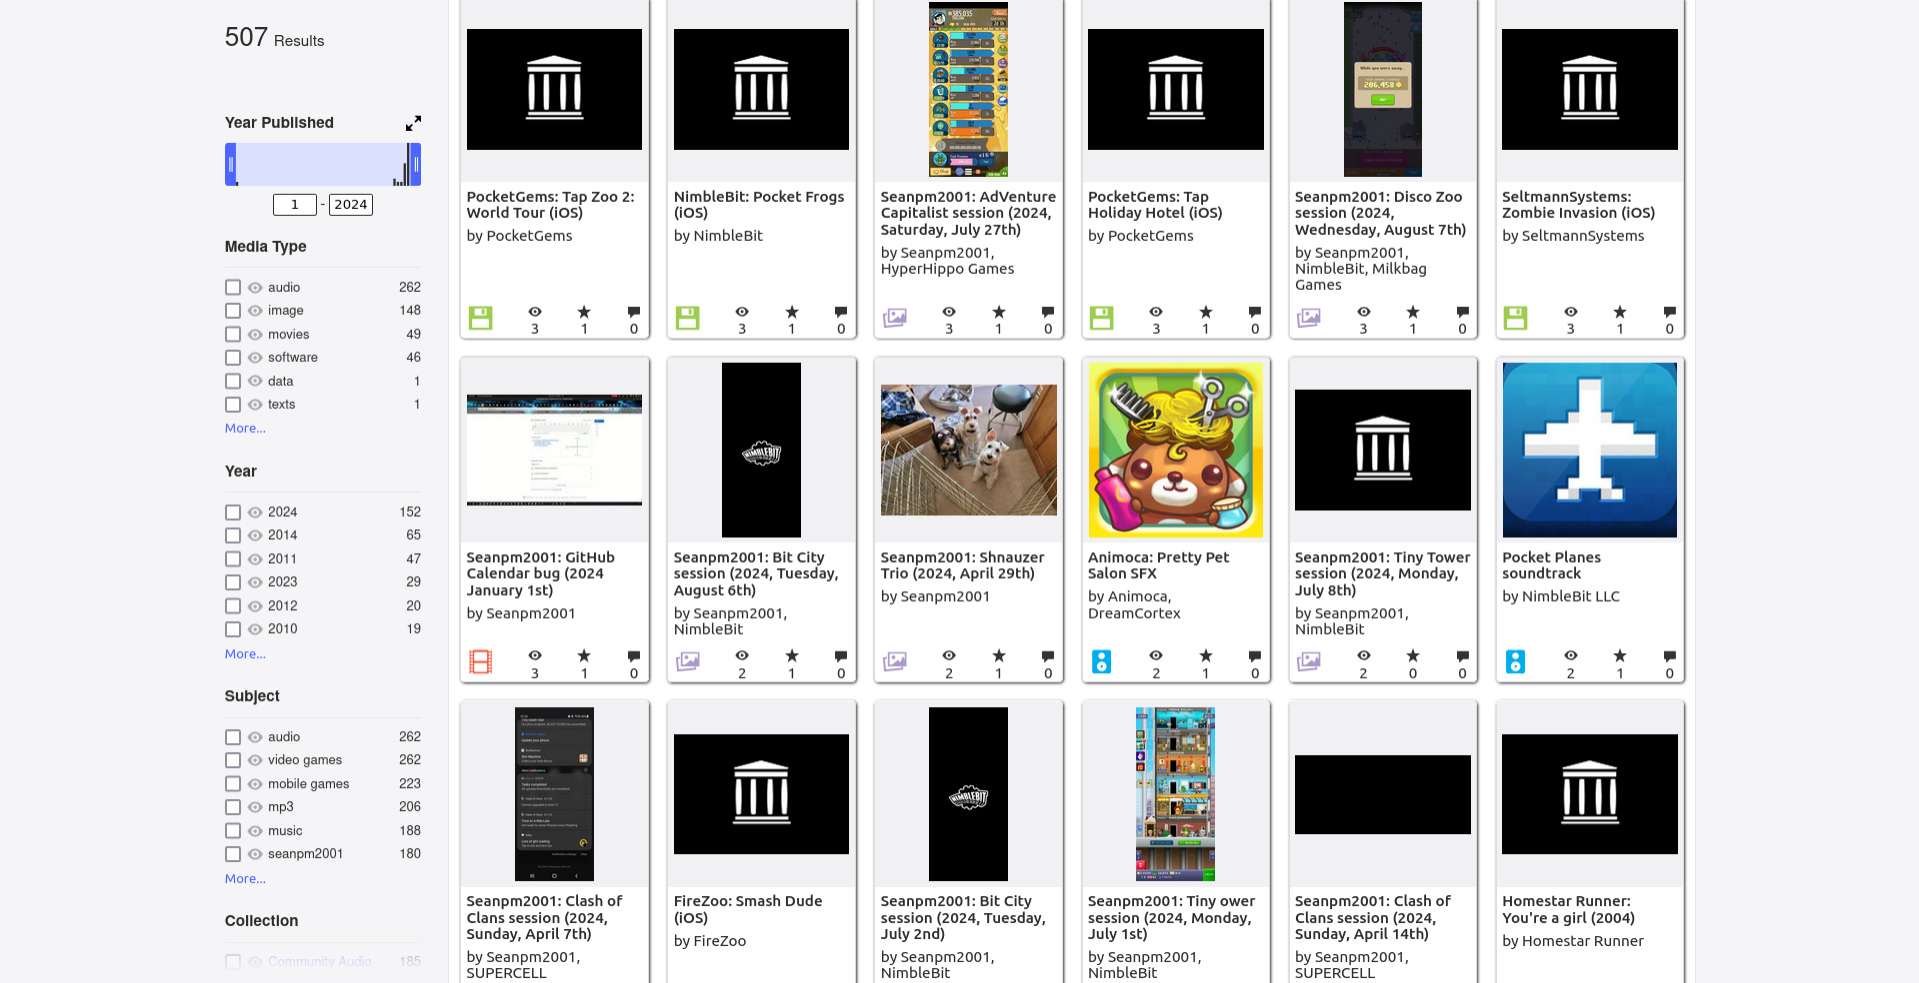 507 Results
Year Published
1 - 2024
Media Type
audio 262
image 148
movies 49
software 46
data 1
texts 1
More...
Year
2024 152
2014 65
2011 47
2023 29
2012 20
2010 19
More...
Subject
audio 262
video games 262
mobile games 223
mp3 206
music 188
seanpm2001 180
More...
Collection
Community Audio 185
PocketGems: Tap Zoo 2:
World Tour (iOS)
by PocketGems
3 1 0
NimbleBit: Pocket Frogs
(iOS)
by NimbleBit
3 1 0
Seanpm2001: AdVenture
Capitalist session (2024,
Saturday, July 27th)
by Seanpm2001,
HyperHippo Games
3 1 0
PocketGems: Tap
Holiday Hotel (iOS)
by PocketGems
3 1 0
206,458
Seanpm2001: Disco Zoo
session (2024,
Wednesday, August 7th)
by Seanpm2001,
NimbleBit, Milkbag
Games
3 1 0
SeltmannSystems:
Zombie Invasion (iOS)
by SeltmannSystems
3 1 0
Seanpm2001: GitHub
Calendar bug (2024
January 1st)
by Seanpm2001
3 1 0
NIMBLEBIT
Seanpm2001: Bit City
session (2024, Tuesday,
August 6th)
by Seanpm2001,
NimbleBit
2 1 0
Seanpm2001: Shnauzer
Trio (2024, April 29th)
by Seanpm2001
2 1 0
Animoca: Pretty Pet
Salon SFX
by Animoca,
DreamCortex
2 1 0
Seanpm2001: Tiny Tower
session (2024, Monday,
July 8th)
by Seanpm2001,
NimbleBit
2 0 0
Pocket Planes
soundtrack
by NimbleBit LLC
2 1 0
Seanpm2001: Clash of
Clans session (2024,
Sunday, April 7th)
by Seanpm2001,
SUPERCELL
FireZoo: Smash Dude
(iOS)
by FireZoo
NIMBLEBIT
Seanpm2001: Bit City
session (2024, Tuesday,
July 2nd)
by Seanpm2001,
NimbleBit
Seanpm2001: Tiny ower
session (2024, Monday,
July 1st)
by Seanpm2001,
NimbleBit
Seanpm2001: Clash of
Clans session (2024,
Sunday, April 14th)
by Seanpm2001,
SUPERCELL
Homestar Runner:
You're a girl (2004)
by Homestar Runner